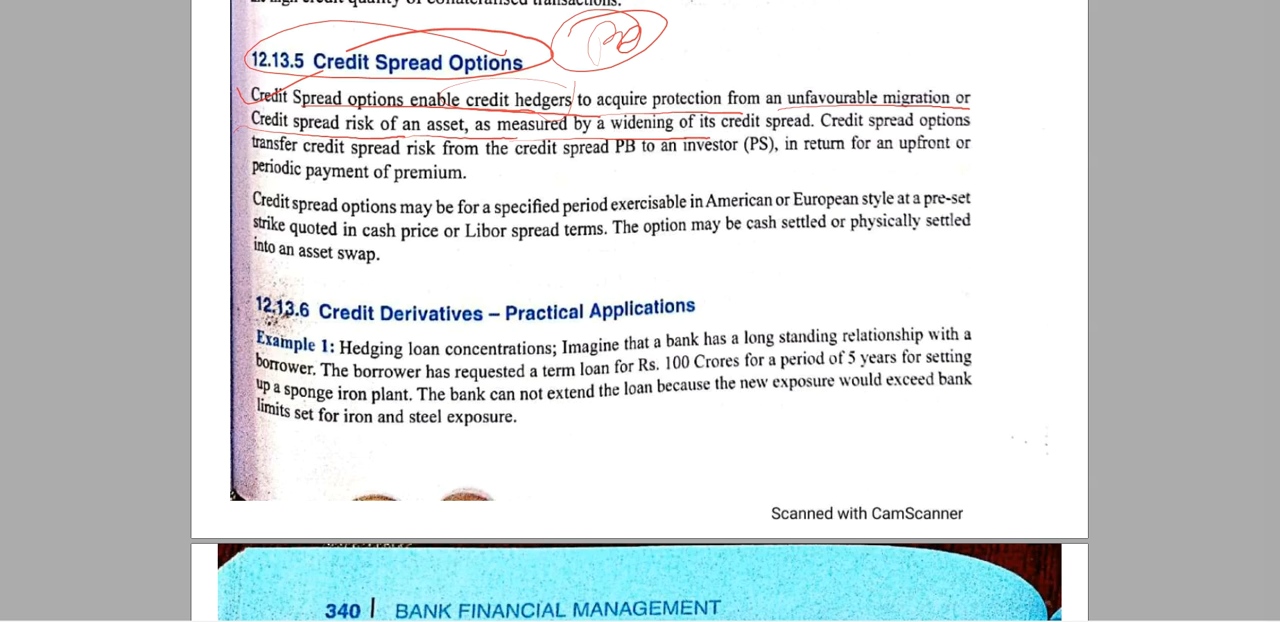 12.13.5 Credit Spread Options
Credit Spread options enable credit hedgers to acquire protection from an unfavourable migration or
Credit spread risk of an asset, as measured by a widening of its credit spread. Credit spread options
transfer credit spread risk from the credit spread PB to an investor (PS), in return for an upfront or
periodic payment of premium.
Credit spread options may be for a specified period exercisable in American or European style at a pre-set
strike quoted in cash price or Libor spread terms. The option may be cash settled or physically settled
into an asset swap.
12.13.6 Credit Derivatives – Practical Applications
Example 1: Hedging loan concentrations; Imagine that a bank has a long standing relationship with a
borrower. The borrower has requested a term loan for Rs. 100 Crores for a period of 5 years for setting
up a sponge iron plant. The bank can not extend the loan because the new exposure would exceed bank
limits set for iron and steel exposure.
Scanned with CamScanner
340 | BANK FINANCIAL MANAGEMENT